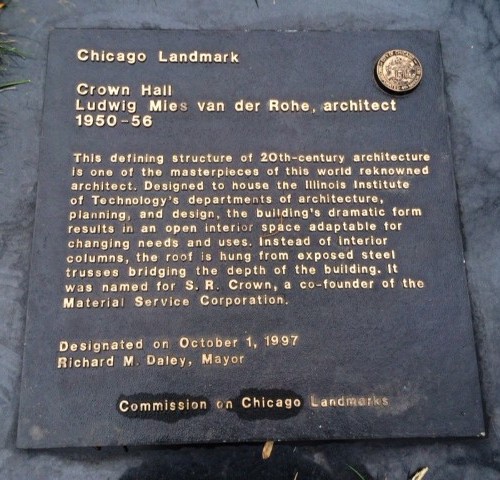 Chicago Landmark
Crown Hall
Ludwig Mies van der Rohe, architect
1950-56
This defining structure of 20th-century architecture
is one of the masterpieces of this world reknowned
architect. Designed to house the Illinois Institute
of Technology's departments of architecture,
planning, and design, the building's dramatic form
results in an open interior space adaptable for
changing needs and uses. Instead of interior
columns, the roof is hung from exposed steel
trusses bridging the depth of the building. It
was named for S. R. Crown, a co-founder of the
Material Service Corporation.
Designated on October 1, 1997
Richard M. Daley, Mayor
Commission on Chicago Landmarks